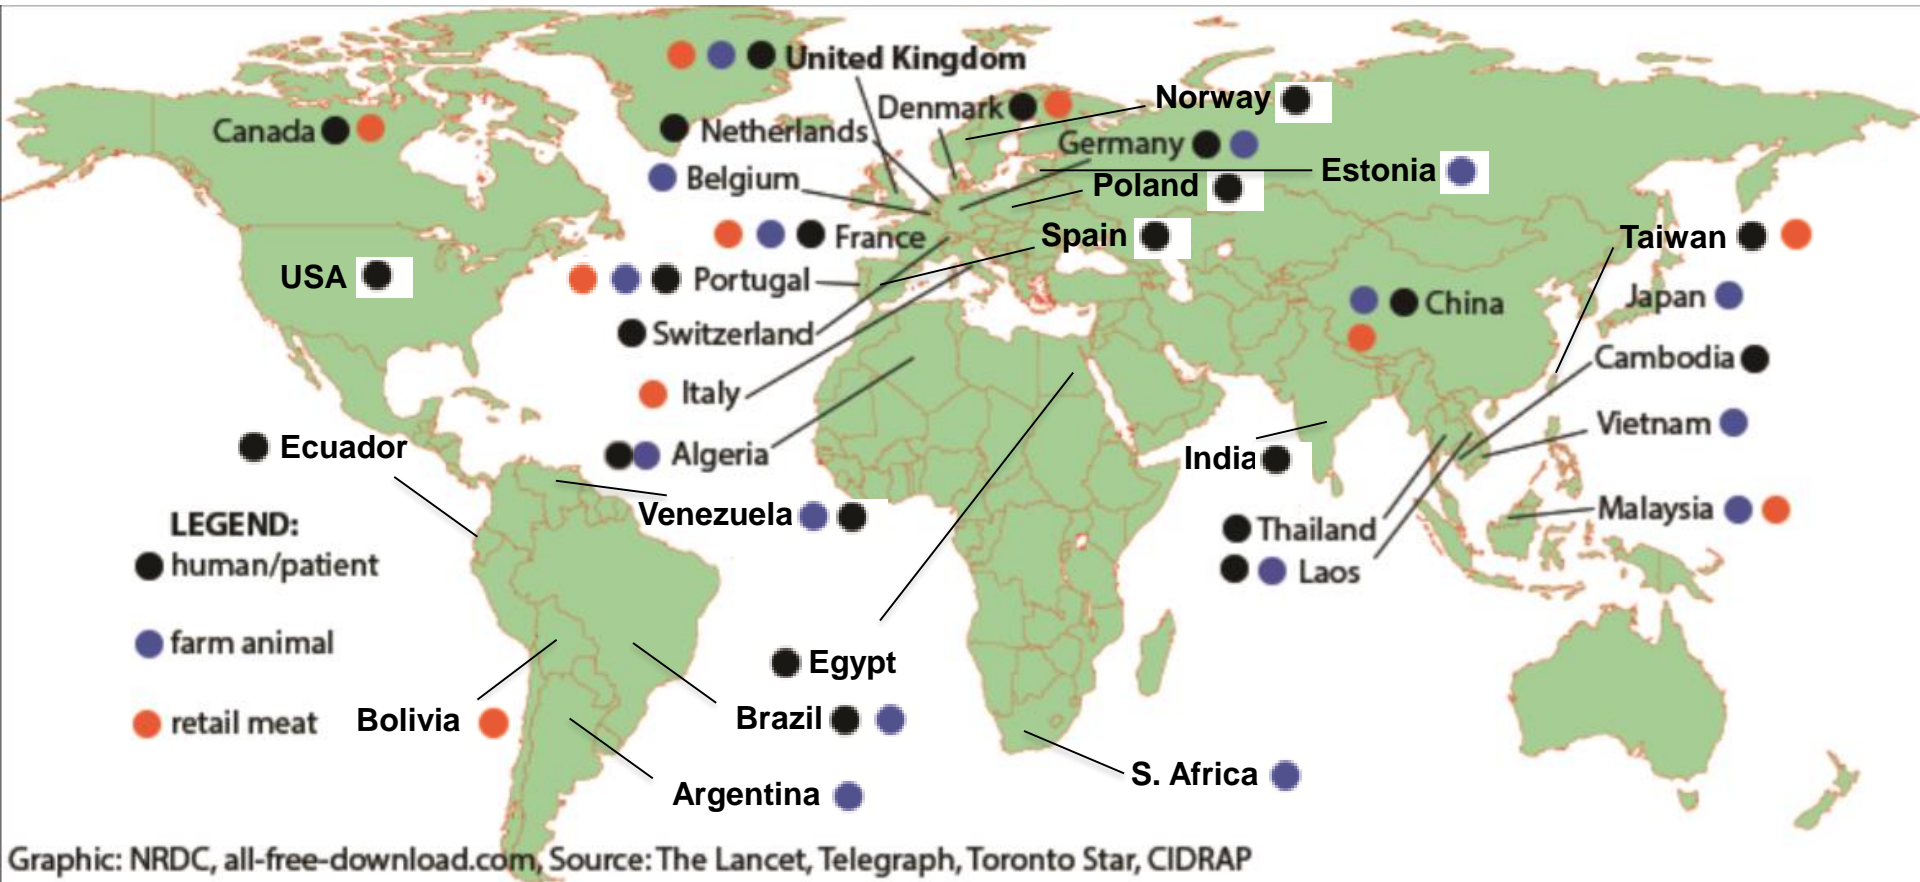 United Kingdom
Denmark
Norway
Canada
Netherlands
Germany
Belgium
Estonia
Poland
France
Spain
Taiwan
USA
Portugal
Japan
China
Switzerland
Cambodia
Italy
Vietnam
Ecuador
Algeria
India
Venezuela
Malaysia
LEGEND:
human/patient
farm animal
retail meat
Thailand
Laos
Egypt
Bolivia
Brazil
S. Africa
Argentina
Graphic: NRDC, all-free-download.com, Source: The Lancet, Telegraph, Toronto Star, CIDRAP